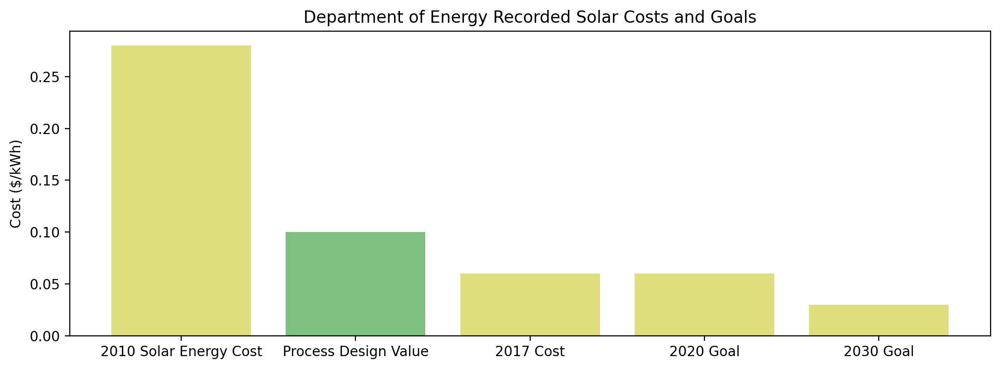 Department of Energy Recorded Solar Costs and Goals
Cost ($/kWh)
0.25
0.20
0.15
0.10
0.05
0.00
2010 Solar Energy Cost
Process Design Value
2017 Cost
2020 Goal
2030 Goal